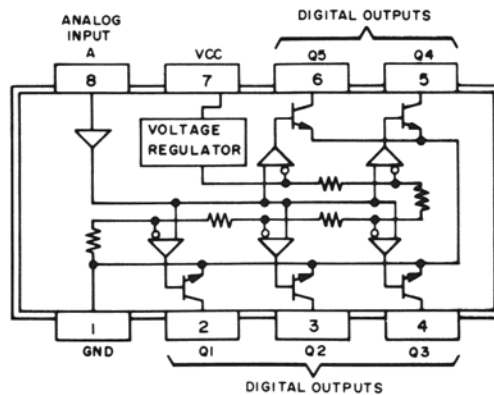 ANALOG
INPUT
A
DIGITAL OUTPUTS
VCC
Q5
Q4
8
7
6
5
VOLTAGE
REGULATOR
1
2
3
4
GND
Q1
Q2
Q3
DIGITAL OUTPUTS